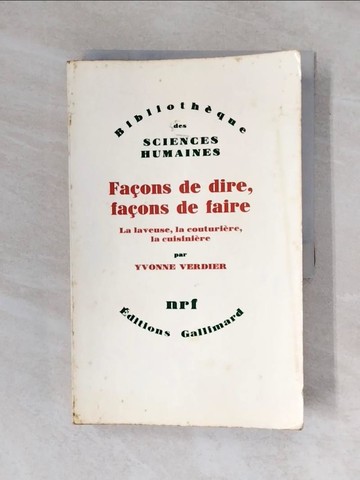 Bibliothèque
des
SCIENCES
HUMAINES
Façons de dire,
façons de faire
La laveuse, la couturière,
la cuisinière
par
YVONNE VERDIER
nrf
Éditions Gallimard